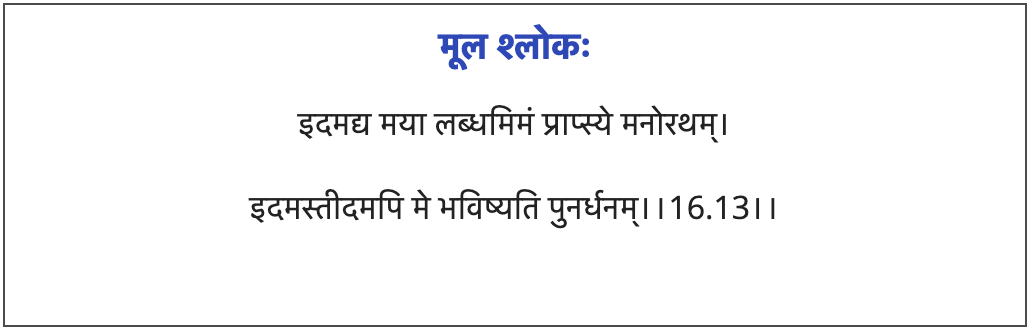 मूल श्लोकः
इदमद्य मया लब्धमिमं प्राप्स्ये मनोरथम्।
इदमस्तीदमपि मे भविष्यति पुनर्धनम्।।16.13।।